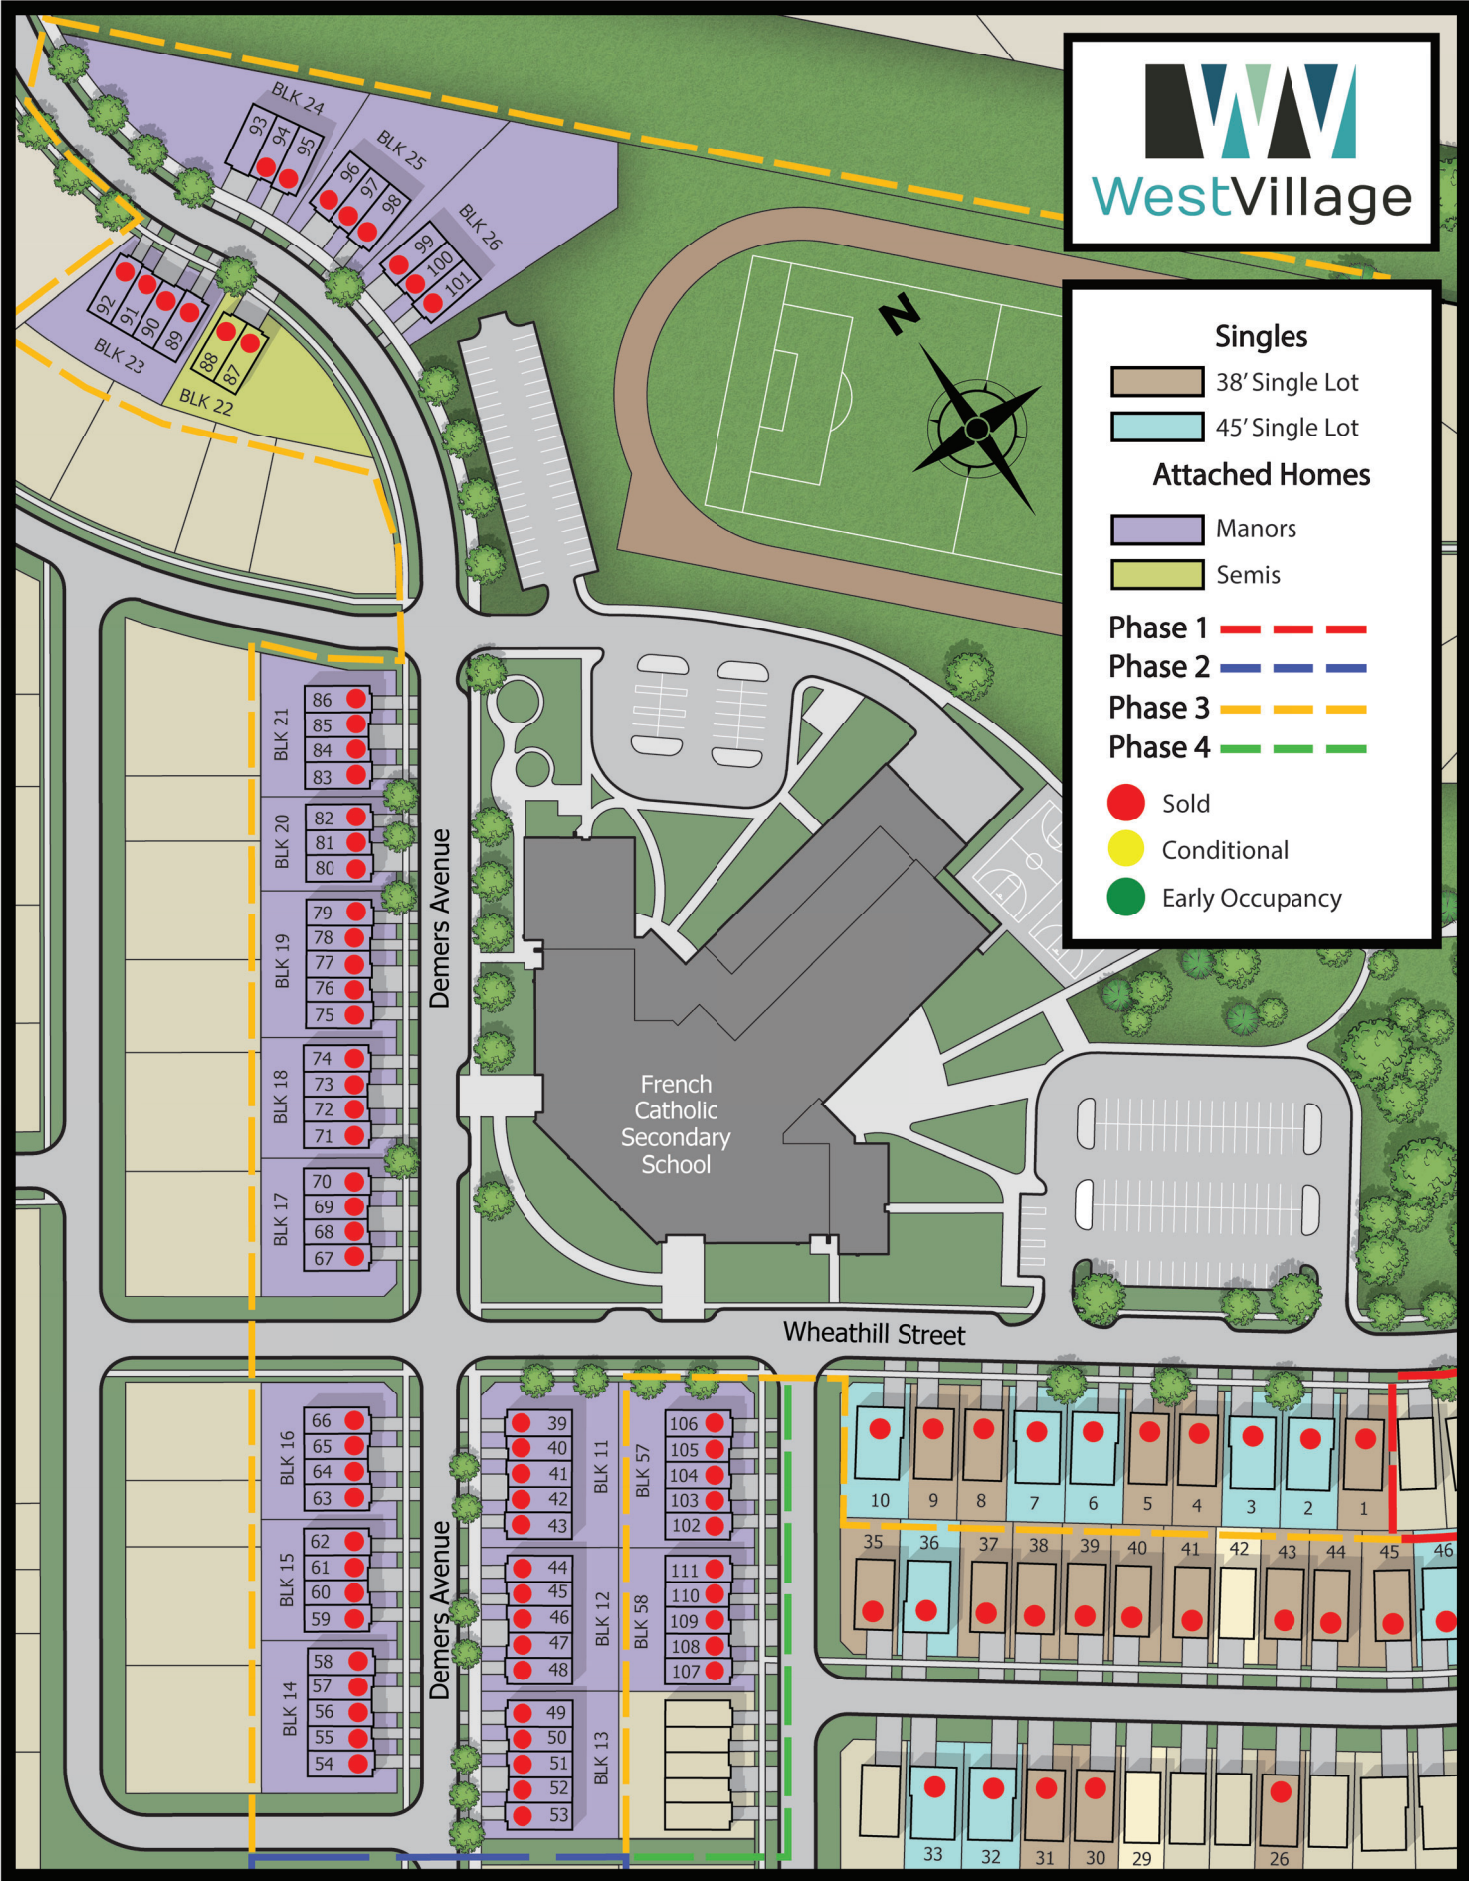 WestVillage
Singles
38' Single Lot
45' Single Lot
Attached Homes
Manors
Semis
Phase 1
Phase 2
Phase 3
Phase 4
Sold
Conditional
Early Occupancy
N
BLK 24
93
94
95
BLK 25
96
97
98
BLK 26
99
100
101
92
91
90
89
BLK 23
88
87
BLK 22
BLK 21
86
85
84
83
BLK 20
82
81
80
BLK 19
79
78
77
76
75
BLK 18
74
73
72
71
BLK 17
70
69
68
67
Demers Avenue
French
Catholic
Secondary
School
Wheathill Street
BLK 16
66
65
64
63
BLK 15
62
61
60
59
BLK 14
58
57
56
55
54
Demers Avenue
39
40
41
42
43
BLK 11
44
45
46
47
48
BLK 12
49
50
51
52
53
BLK 13
BLK 57
106
105
104
103
102
BLK 58
111
110
109
108
107
10
9
8
7
6
5
4
3
2
1
35
36
37
38
39
40
41
42
43
44
45
46
33
32
31
30
29
26